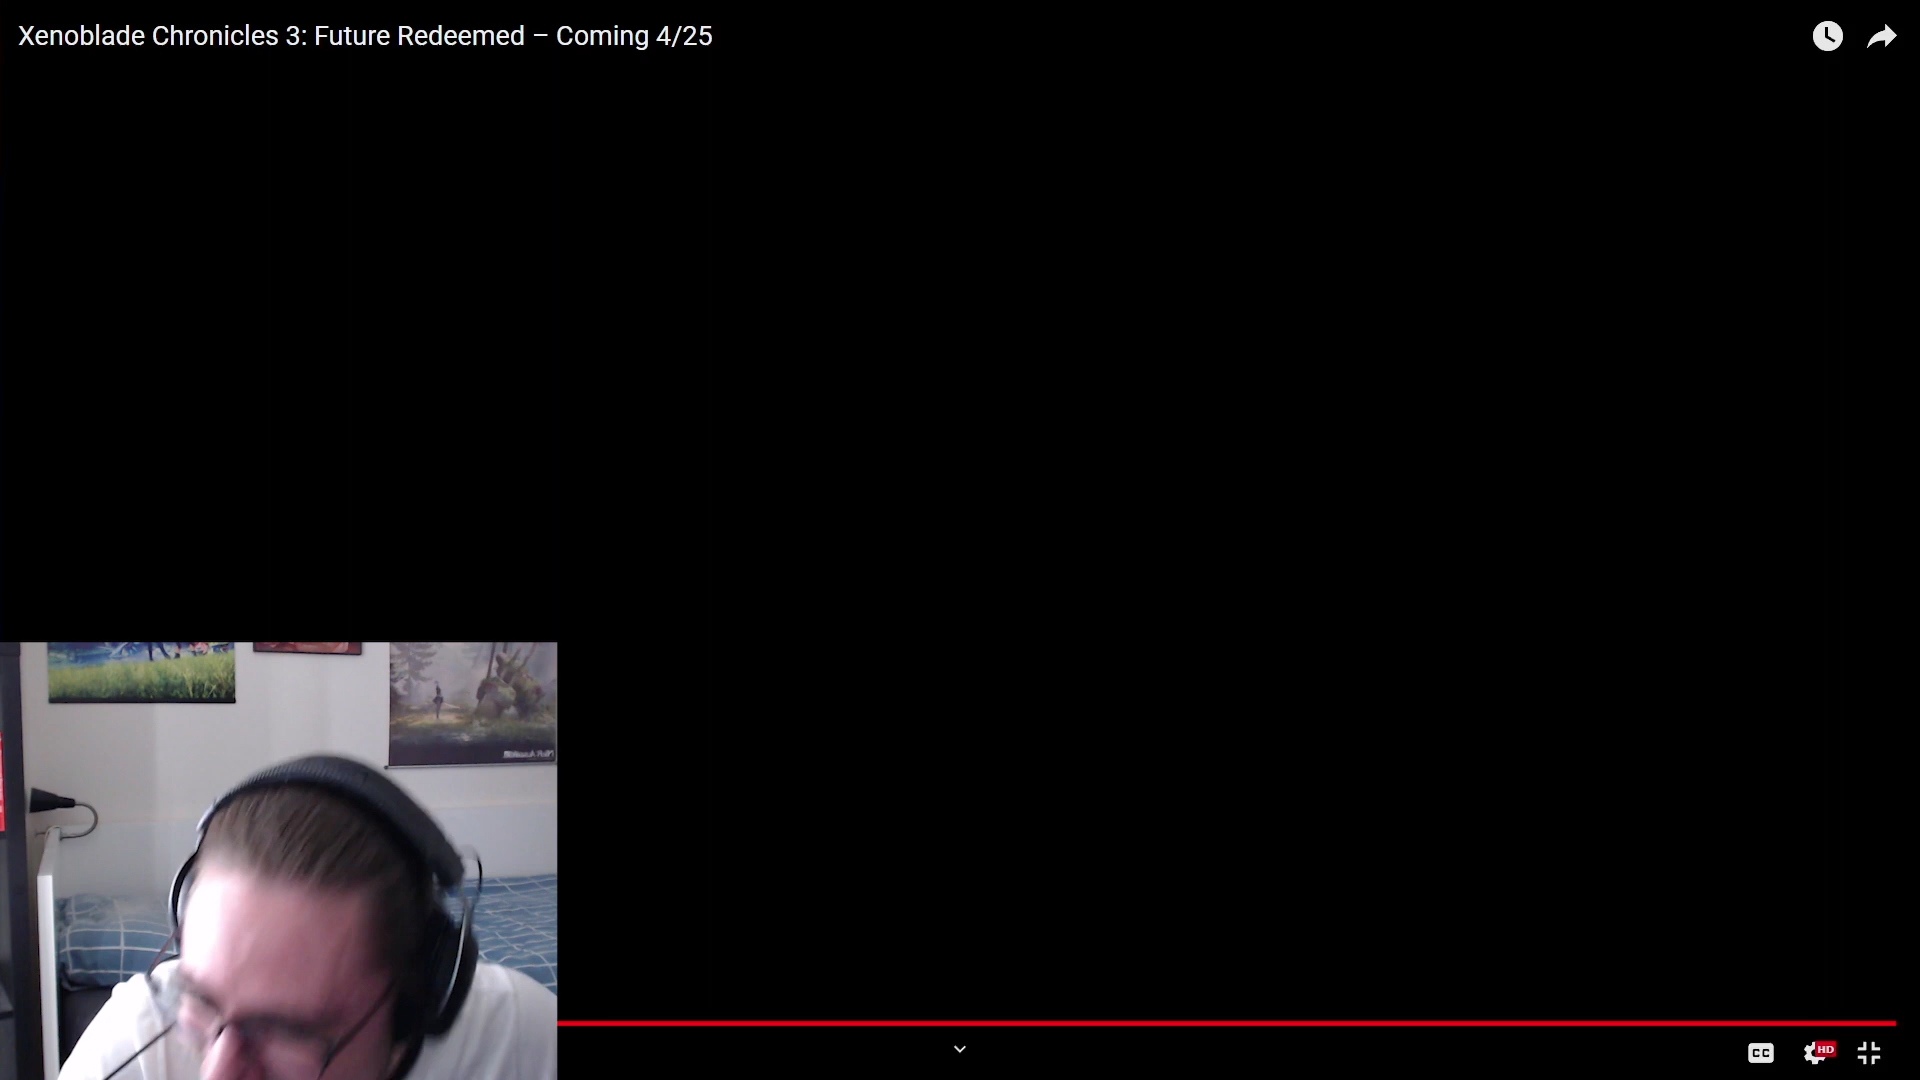 Xenoblade Chronicles 3: Future Redeemed – Coming 4/25
CC
HD